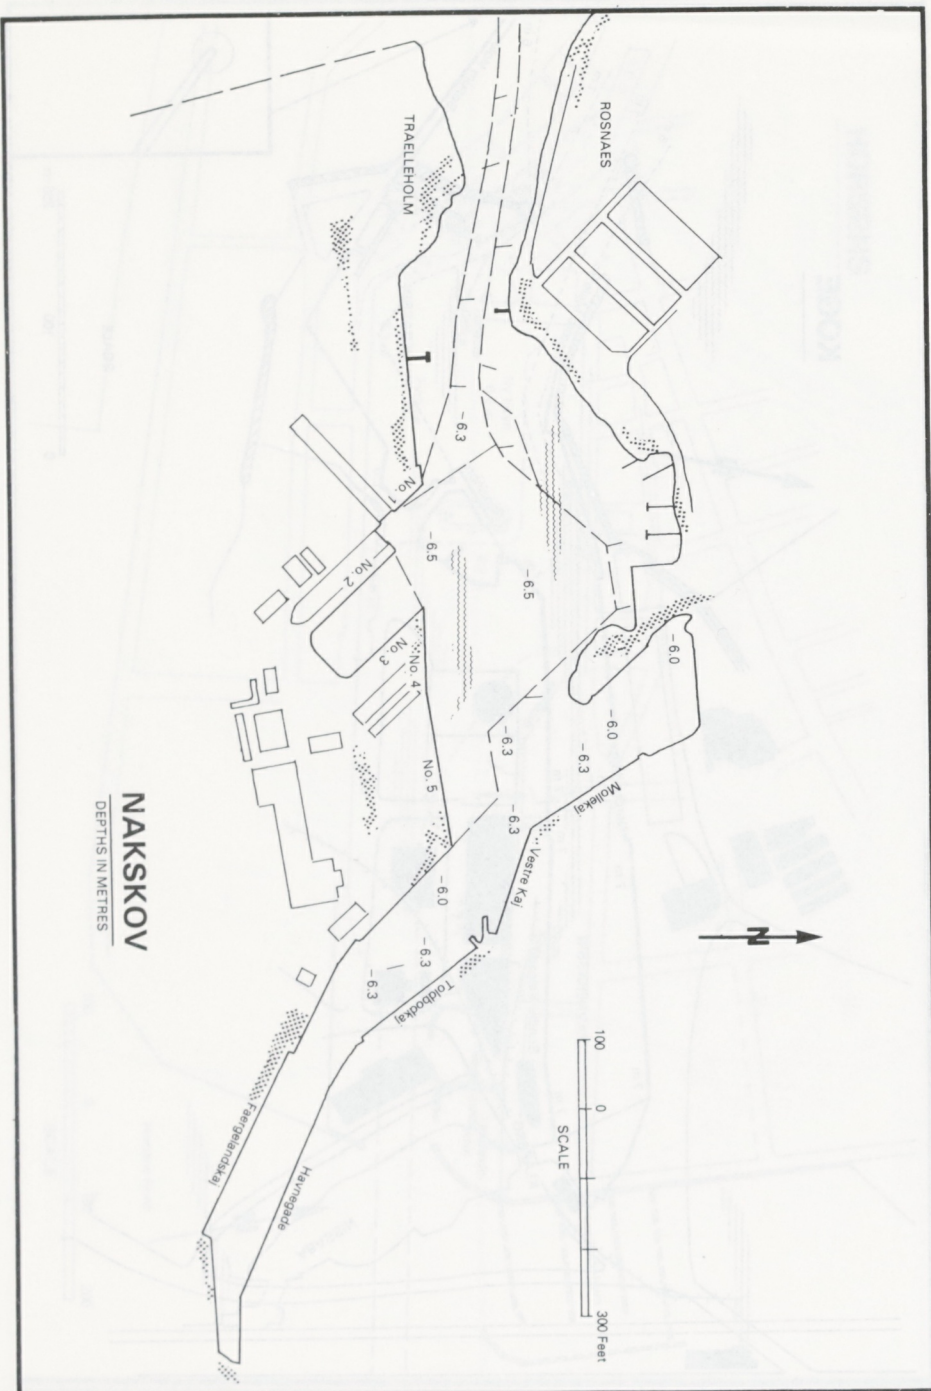 ROSNAES
TRAELLEHOLM
-6.3
No. 1
-6.5
-6.5
No. 2
No. 3
No. 4
-6.0
-6.0
-6.3
-6.3
-6.3
No. 5
Mollekaj
Vestre Kaj
-6.0
-6.3
-6.3
Toldbodkaj
Faergelandskaj
Havnegade
N
100 0 300 Feet
SCALE
NAKSKOV
DEPTHS IN METRES